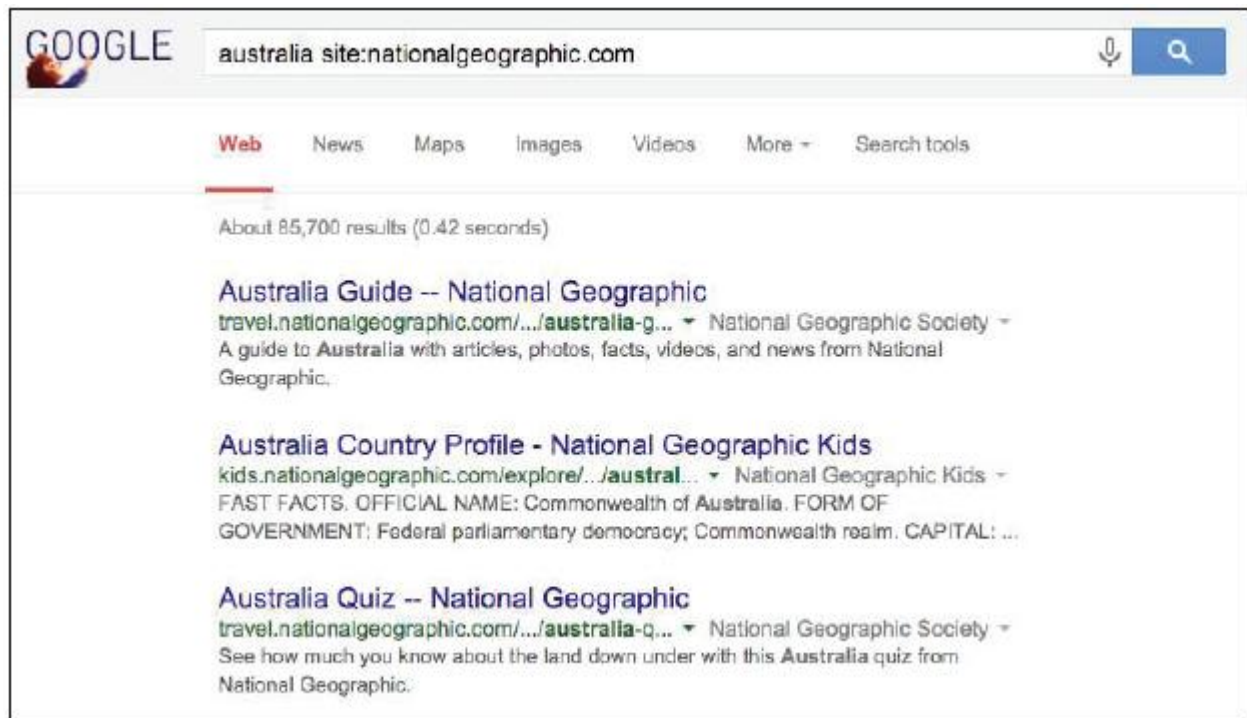 GOOGLE
australia site:nationalgeographic.com
Web News Maps Images Videos More Search tools
About 85,700 results (0.42 seconds)
Australia Guide -- National Geographic
travel.nationalgeographic.com/.../australia-g... National Geographic Society
A guide to Australia with articles, photos, facts, videos, and news from National
Geographic.
Australia Country Profile - National Geographic Kids
kids.nationalgeographic.com/explore/.../austral... National Geographic Kids
FAST FACTS. OFFICIAL NAME: Commonwealth of Australia. FORM OF
GOVERNMENT: Federal parliamentary democracy; Commonwealth realm. CAPITAL: ...
Australia Quiz -- National Geographic
travel.nationalgeographic.com/.../australia-q... National Geographic Society
See how much you know about the land down under with this Australia quiz from
National Geographic.